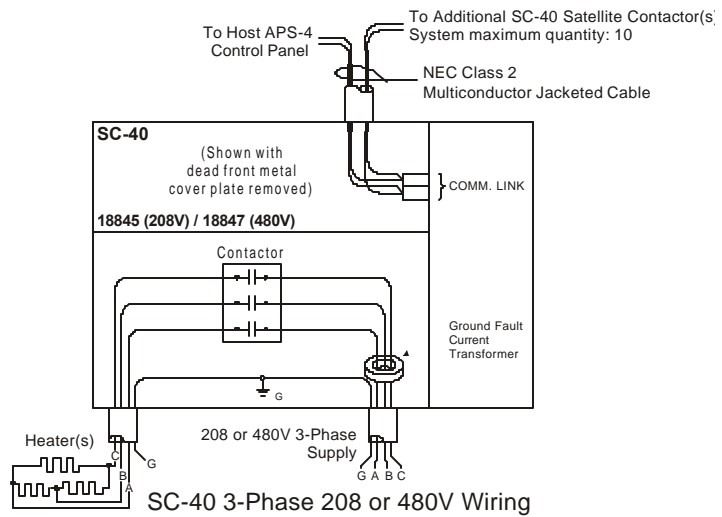 To Host APS-4
Control Panel
To Additional SC-40 Satellite Contactor(s)
System maximum quantity: 10
NEC Class 2
Multiconductor Jacketed Cable
SC-40
(Shown with
dead front metal
cover plate removed)
COMM. LINK
18845 (208V) / 18847 (480V)
Contactor
Ground Fault
Current
Transformer
G
Heater(s)
C
B
A
G
208 or 480V 3-Phase
Supply
G A B C
SC-40 3-Phase 208 or 480V Wiring